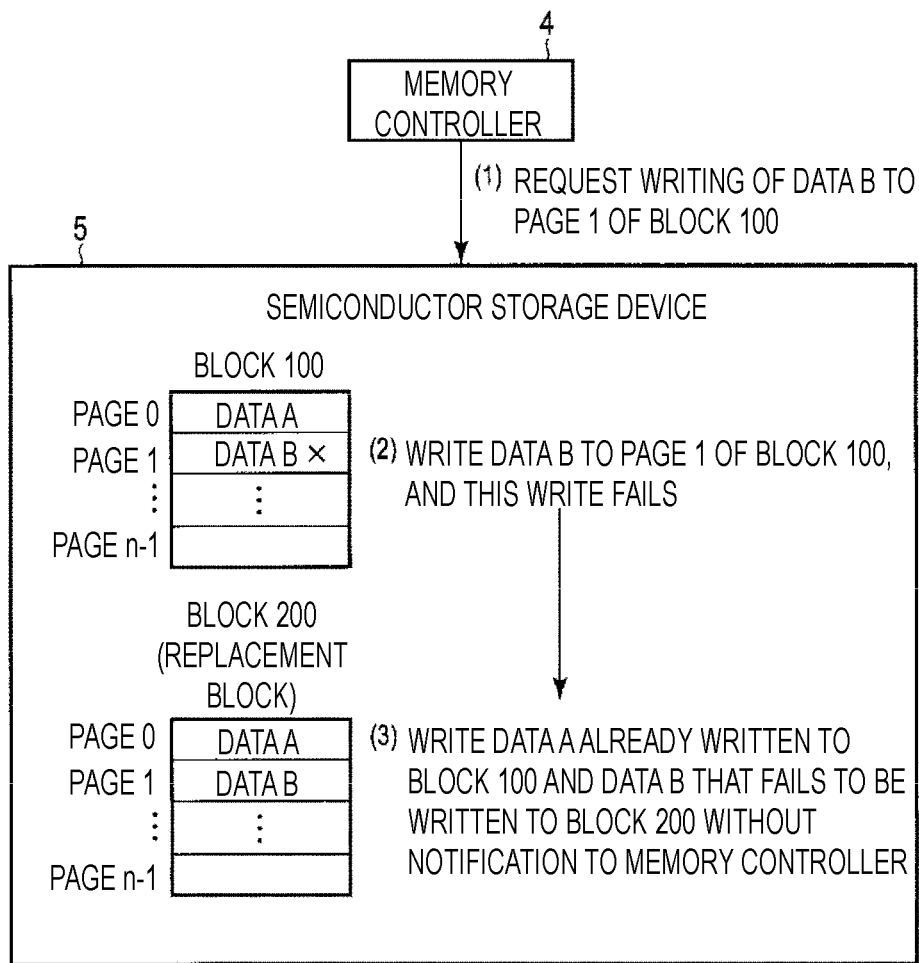 4
MEMORY
CONTROLLER
(1) REQUEST WRITING OF DATA B TO
PAGE 1 OF BLOCK 100
5
SEMICONDUCTOR STORAGE DEVICE
BLOCK 100
PAGE 0 DATA A
PAGE 1 DATA B ×
⋮ ⋮
PAGE n-1
(2) WRITE DATA B TO PAGE 1 OF BLOCK 100,
AND THIS WRITE FAILS
BLOCK 200
(REPLACEMENT
BLOCK)
PAGE 0 DATA A
PAGE 1 DATA B
⋮ ⋮
PAGE n-1
(3) WRITE DATA A ALREADY WRITTEN TO
BLOCK 100 AND DATA B THAT FAILS TO BE
WRITTEN TO BLOCK 200 WITHOUT
NOTIFICATION TO MEMORY CONTROLLER